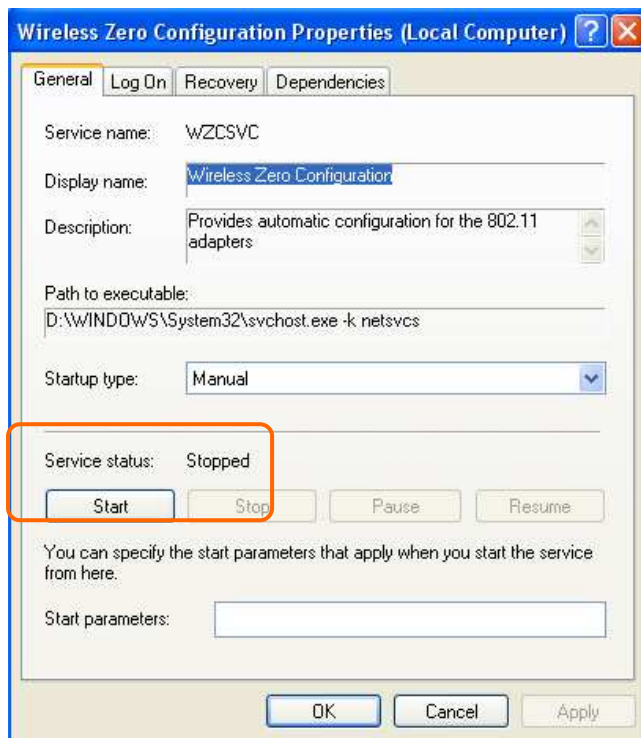 Wireless Zero Configuration Properties (Local Computer)
General Log On Recovery Dependencies
Service name: WZCSVC
Display name: Wireless Zero Configuration
Description: Provides automatic configuration for the 802.11
adapters
Path to executable:
D:\WINDOWS\System32\svchost.exe -k netsvcs
Startup type: Manual
Service status: Stopped
Start Stop Pause Resume
You can specify the start parameters that apply when you start the service
from here.
Start parameters:
OK Cancel Apply